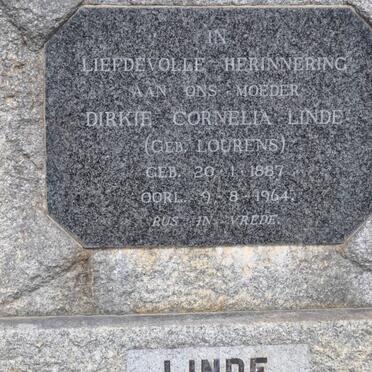 IN
LIEFDEVOLLE HERINNERING
AAN ONS MOEDER
DIRKIE CORNELIA LINDE
(GEB. LOURENS)
GEB. 20-1-1887
OORL. 9-8-1964.
RUS IN VREDE.
LINDE